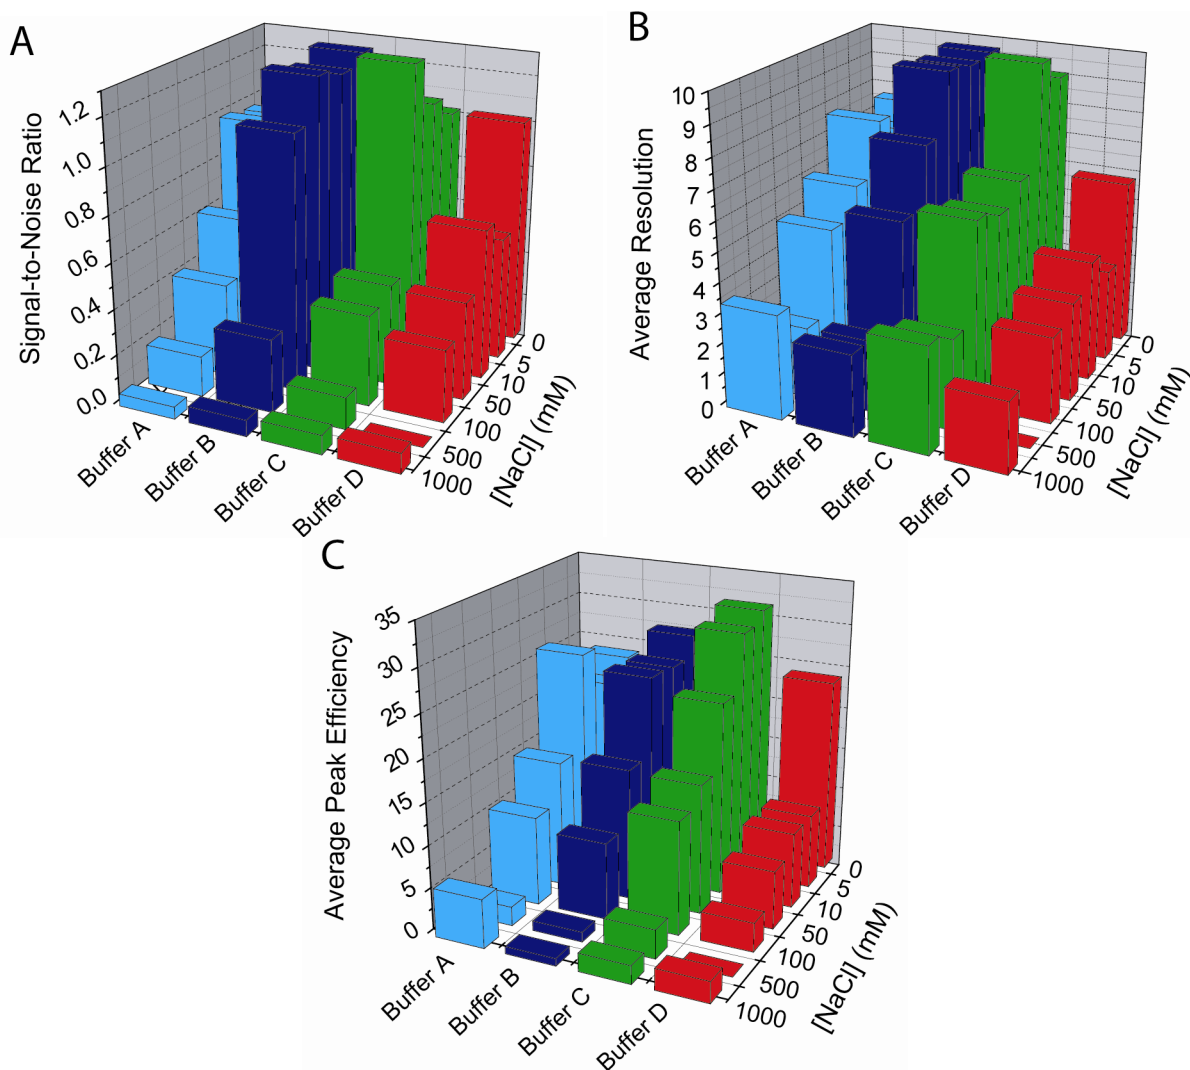 A
Signal-to-Noise Ratio
1.2
1.0
0.8
0.6
0.4
0.2
0.0
Buffer A
Buffer B
Buffer C
Buffer D
0
5
10
50
100
500
1000
[NaCl] (mM)
B
Average Resolution
10
9
8
7
6
5
4
3
2
1
0
Buffer A
Buffer B
Buffer C
Buffer D
0
5
10
50
100
500
1000
[NaCl] (mM)
C
Average Peak Efficiency
35
30
25
20
15
10
5
0
Buffer A
Buffer B
Buffer C
Buffer D
0
5
10
50
100
500
1000
[NaCl] (mM)